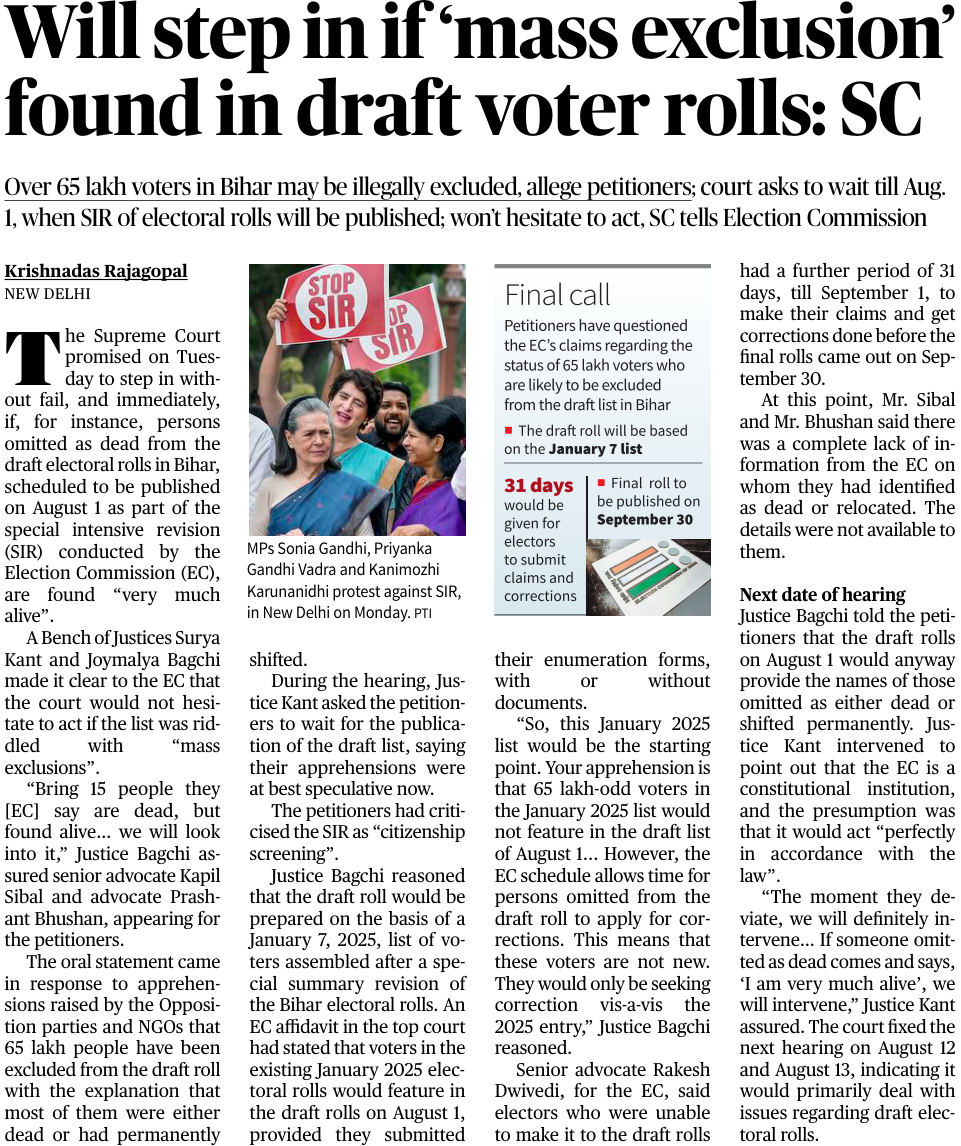 Will step in if ‘mass exclusion’
found in draft voter rolls: SC
Over 65 lakh voters in Bihar may be illegally excluded, allege petitioners; court asks to wait till Aug.
1, when SIR of electoral rolls will be published; won’t hesitate to act, SC tells Election Commission
Krishnadas Rajagopal
NEW DELHI
The Supreme Court
promised on Tues-
day to step in with-
out fail, and immediately,
if, for instance, persons
omitted as dead from the
draft electoral rolls in Bihar,
scheduled to be published
on August 1 as part of the
special intensive revision
(SIR) conducted by the
Election Commission (EC),
are found “very much
alive”.
A Bench of Justices Surya
Kant and Joymalya Bagchi
made it clear to the EC that
the court would not hesi-
tate to act if the list was rid-
dled with “mass
exclusions”.
“Bring 15 people they
[EC] say are dead, but
found alive... we will look
into it,” Justice Bagchi as-
sured senior advocate Kapil
Sibal and advocate Prash-
ant Bhushan, appearing for
the petitioners.
The oral statement came
in response to apprehen-
sions raised by the Opposi-
tion parties and NGOs that
65 lakh people have been
excluded from the draft roll
with the explanation that
most of them were either
dead or had permanently
STOP
SIR
OP
SIR
MPs Sonia Gandhi, Priyanka
Gandhi Vadra and Kanimozhi
Karunanidhi protest against SIR,
in New Delhi on Monday. PTI
shifted.
During the hearing, Jus-
tice Kant asked the petition-
ers to wait for the publica-
tion of the draft list, saying
their apprehensions were
at best speculative now.
The petitioners had criti-
cised the SIR as “citizenship
screening”.
Justice Bagchi reasoned
that the draft roll would be
prepared on the basis of a
January 7, 2025, list of vo-
ters assembled after a spe-
cial summary revision of
the Bihar electoral rolls. An
EC affidavit in the top court
had stated that voters in the
existing January 2025 elec-
toral rolls would feature in
the draft rolls on August 1,
provided they submitted
Final call
Petitioners have questioned
the EC’s claims regarding the
status of 65 lakh voters who
are likely to be excluded
from the draft list in Bihar
■ The draft roll will be based
on the January 7 list
31 days
would be
given for
electors
to submit
claims and
corrections
■ Final roll to
be published on
September 30
their enumeration forms,
with or without
documents.
“So, this January 2025
list would be the starting
point. Your apprehension is
that 65 lakh-odd voters in
the January 2025 list would
not feature in the draft list
of August 1... However, the
EC schedule allows time for
persons omitted from the
draft roll to apply for cor-
rections. This means that
these voters are not new.
They would only be seeking
correction vis-a-vis the
2025 entry,” Justice Bagchi
reasoned.
Senior advocate Rakesh
Dwivedi, for the EC, said
electors who were unable
to make it to the draft rolls
had a further period of 31
days, till September 1, to
make their claims and get
corrections done before the
final rolls came out on Sep-
tember 30.
At this point, Mr. Sibal
and Mr. Bhushan said there
was a complete lack of in-
formation from the EC on
whom they had identified
as dead or relocated. The
details were not available to
them.
Next date of hearing
Justice Bagchi told the peti-
tioners that the draft rolls
on August 1 would anyway
provide the names of those
omitted as either dead or
shifted permanently. Jus-
tice Kant intervened to
point out that the EC is a
constitutional institution,
and the presumption was
that it would act “perfectly
in accordance with the
law”.
“The moment they de-
viate, we will definitely in-
tervene... If someone omit-
ted as dead comes and says,
‘I am very much alive’, we
will intervene,” Justice Kant
assured. The court fixed the
next hearing on August 12
and August 13, indicating it
would primarily deal with
issues regarding draft elec-
toral rolls.